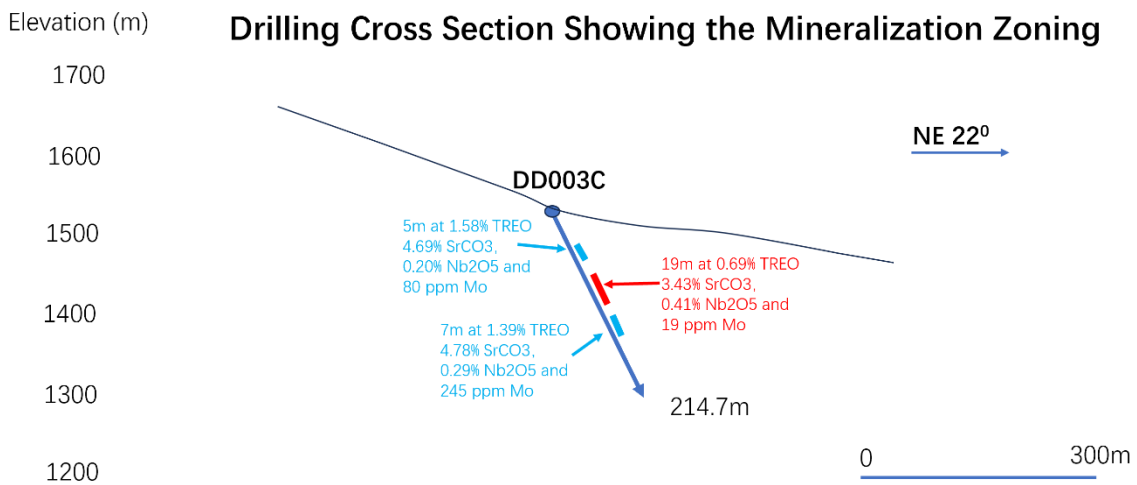 Elevation (m)
Drilling Cross Section Showing the Mineralization Zoning
1700
1600
NE 22⁰
DD003C
1500
5m at 1.58% TREO
4.69% SrCO3,
0.20% Nb2O5 and
80 ppm Mo
19m at 0.69% TREO
3.43% SrCO3,
0.41% Nb2O5 and
19 ppm Mo
1400
7m at 1.39% TREO
4.78% SrCO3,
0.29% Nb2O5 and
245 ppm Mo
1300
214.7m
0
300m
1200